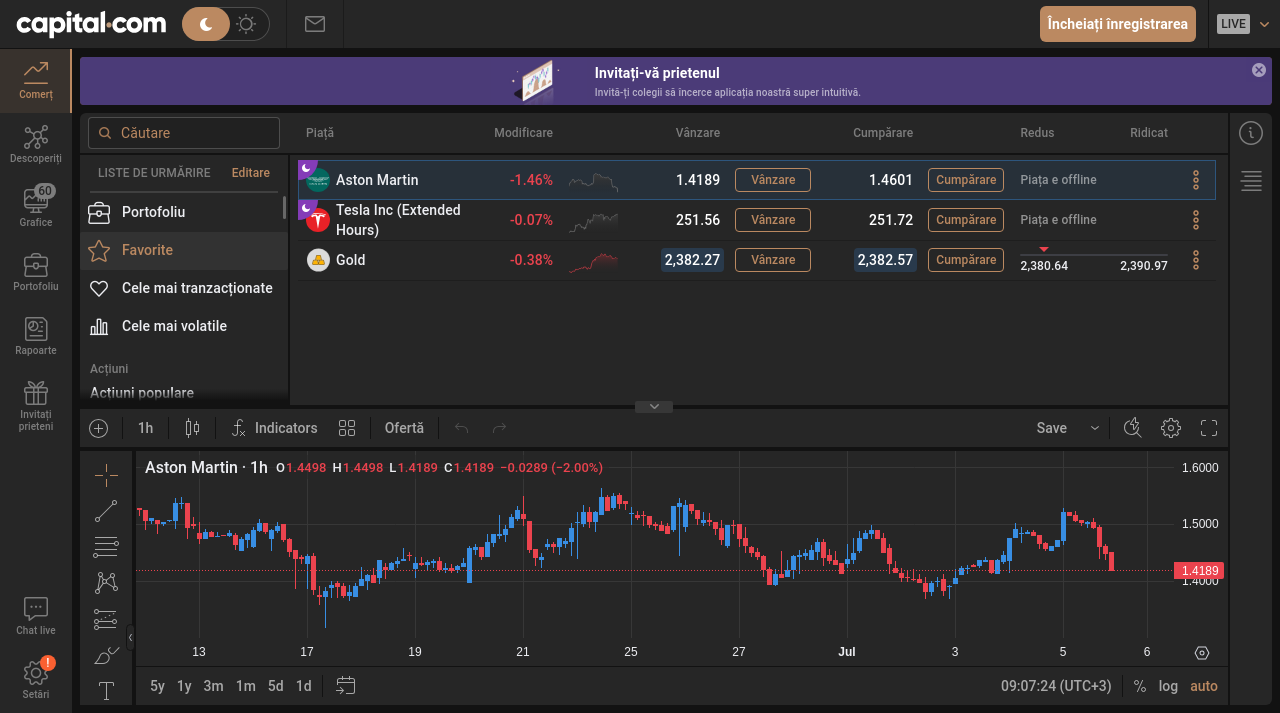 capital.com
Încheiați înregistrarea
LIVE
Comerț
Descoperiți
60
Grafice
Portofoliu
Rapoarte
Invitați
prieteni
Chat live
!
Setări
Invitați-vă prietenul
Invită-ți colegii să încerce aplicația noastră super intuitivă.
Căutare
Piață Modificare Vânzare Cumpărare Redus Ridicat
LISTE DE URMĂRIRE Editare
Portofoliu
Favorite
Cele mai tranzacționate
Cele mai volatile
Acțiuni
Acțiuni populare
Aston Martin -1.46% 1.4189 Vânzare 1.4601 Cumpărare Piața e offline
Tesla Inc (Extended
Hours) -0.07% 251.56 Vânzare 251.72 Cumpărare Piața e offline
Gold -0.38% 2,382.27 Vânzare 2,382.57 Cumpărare 2,380.64 2,390.97
1h Indicators Ofertă Save
Aston Martin · 1h O1.4498 H1.4498 L1.4189 C1.4189 −0.0289 (−2.00%)
1.6000
1.5000
1.4189
1.4000
13 17 19 21 25 27 Jul 3 5 6
5y 1y 3m 1m 5d 1d 09:07:24 (UTC+3) % log auto